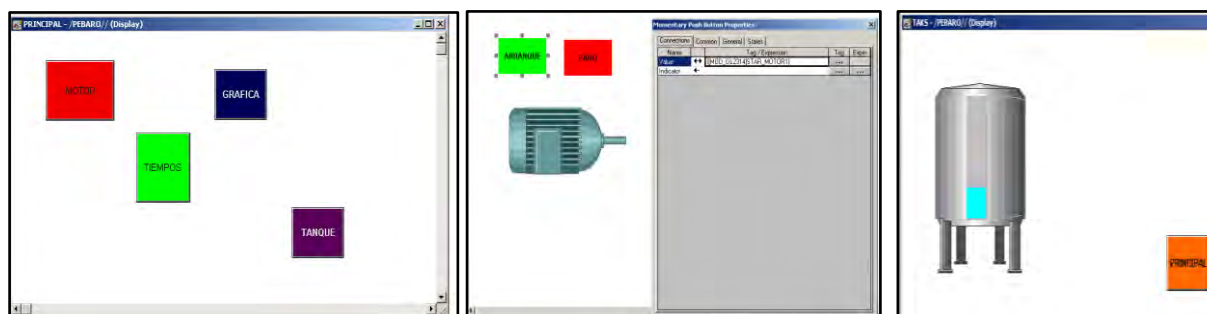 PRINCIPAL - /PEBARO// (Display)
MOTOR
GRAFICA
TIEMPOS
TANQUE
ARRANQUE
PARO
Momentary Push Button Properties
Connections Common General States
Name Tag / Expression Tag Expn
Value
Indicator
TAKS - /PEBARO// (Display)
PRINCIPAL